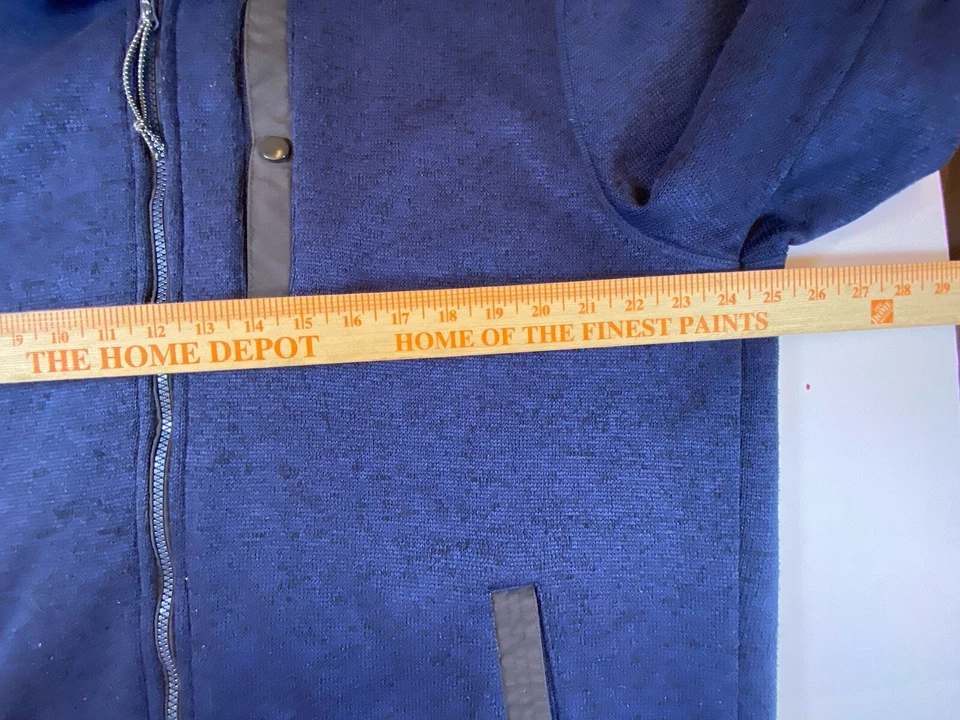 9 10 11 12 13 14 15 16 17 18 19 20 21 22 23 24 25 26 27 28 29
THE HOME DEPOT HOME OF THE FINEST PAINTS